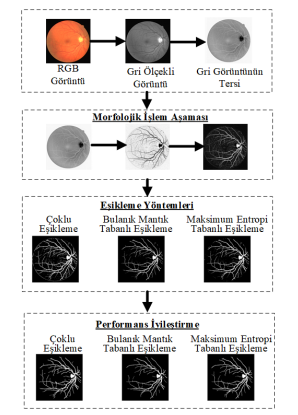 RGB
Görüntü
Gri Ölçekli
Görüntü
Gri Görüntünün
Tersi
Morfolojik İşlem Aşaması
Eşikleme Yöntemleri
Çoklu
Eşikleme
Bulanık Mantık
Tabanlı Eşikleme
Maksimum Entropi
Tabanlı Eşikleme
Performans İyileştirme
Çoklu
Eşikleme
Bulanık Mantık
Tabanlı Eşikleme
Maksimum Entropi
Tabanlı Eşikleme